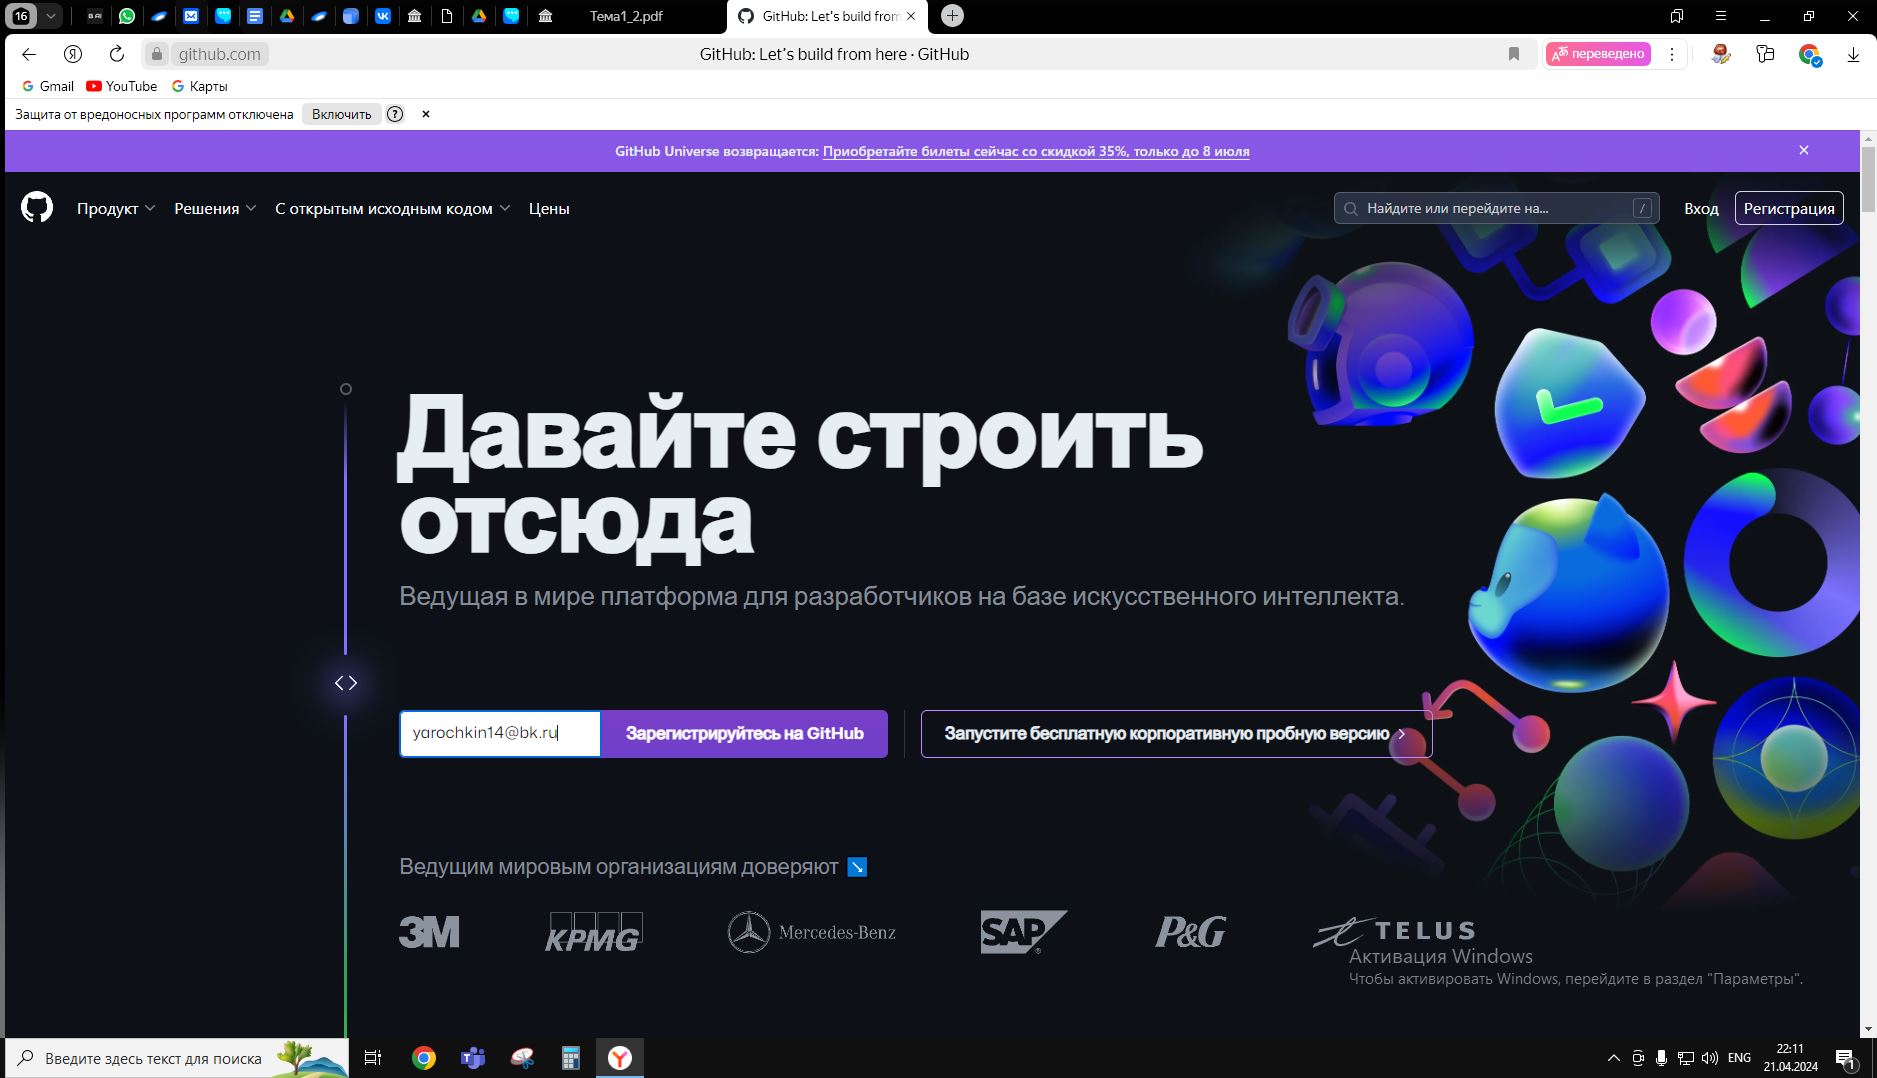 16
Тема1_2.pdf
GitHub: Let's build from
github.com
GitHub: Let's build from here · GitHub
переведено
Gmail
YouTube
Карты
Защита от вредоносных программ отключена
Включить
?
GitHub Universe возвращается: Приобретайте билеты сейчас со скидкой 35%, только до 8 июля
Продукт
Решения
С открытым исходным кодом
Цены
Найдите или перейдите на...
/
Вход
Регистрация
Давайте строить
отсюда
Ведущая в мире платформа для разработчиков на базе искусственного интеллекта.
yarochkin14@bk.ru
Зарегистрируйтесь на GitHub
Запустите бесплатную корпоративную пробную версию
Ведущим мировым организациям доверяют
3M
KPMG
Mercedes-Benz
SAP
P&G
TELUS
Активация Windows
Чтобы активировать Windows, перейдите в раздел "Параметры".
Введите здесь текст для поиска
ENG
22:11
21.04.2024
1